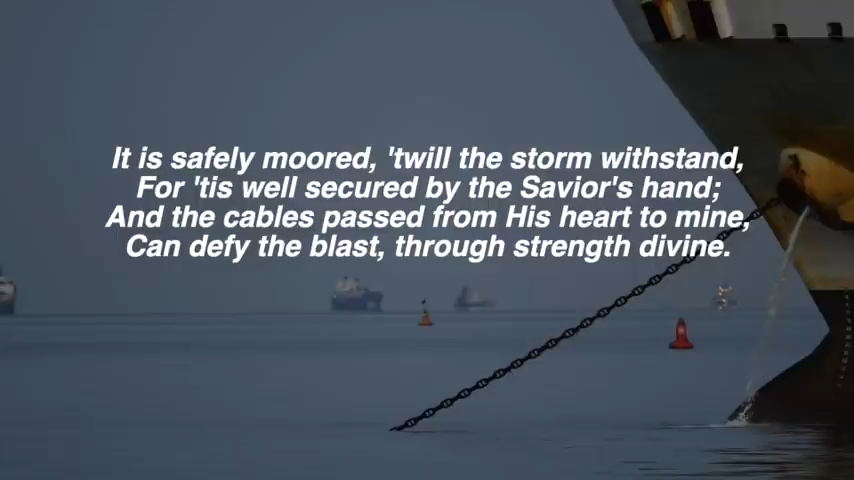 It is safely moored, 'twill the storm withstand,
For 'tis well secured by the Savior's hand;
And the cables passed from His heart to mine,
Can defy the blast, through strength divine.